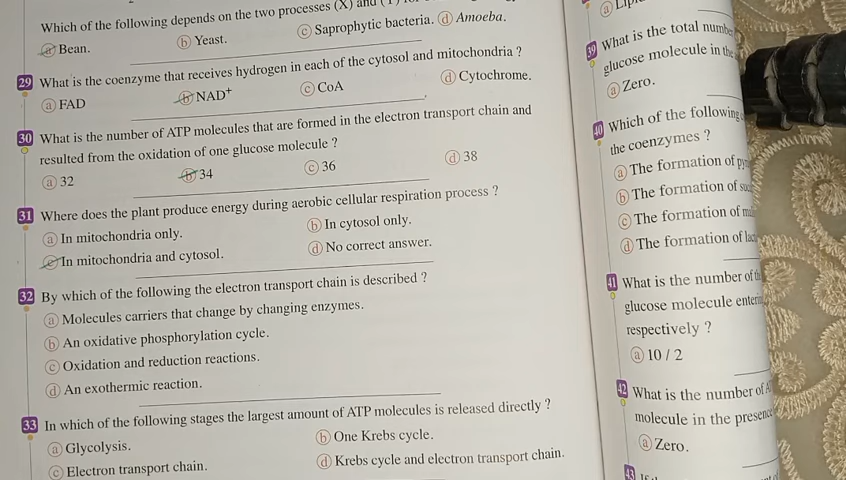 Which of the following depends on the two processes (X) and (Y)
a Bean. b Yeast. c Saprophytic bacteria. d Amoeba.
29 What is the coenzyme that receives hydrogen in each of the cytosol and mitochondria ?
a FAD b NAD+ c CoA d Cytochrome.
30 What is the number of ATP molecules that are formed in the electron transport chain and
resulted from the oxidation of one glucose molecule ?
a 32 b 34 c 36 d 38
31 Where does the plant produce energy during aerobic cellular respiration process ?
a In mitochondria only. b In cytosol only.
c In mitochondria and cytosol. d No correct answer.
32 By which of the following the electron transport chain is described ?
a Molecules carriers that change by changing enzymes.
b An oxidative phosphorylation cycle.
c Oxidation and reduction reactions.
d An exothermic reaction.
33 In which of the following stages the largest amount of ATP molecules is released directly ?
a Glycolysis. b One Krebs cycle.
c Electron transport chain. d Krebs cycle and electron transport chain.
a
39 What is the total
glucose molecule in
a Zero.
40 Which of the following
the coenzymes ?
a The formation of
b The formation of
c The formation of
d The formation of
41 What is the number of
glucose molecule
respectively ?
a 10 / 2
42 What is the number of
molecule in the
a Zero.
43